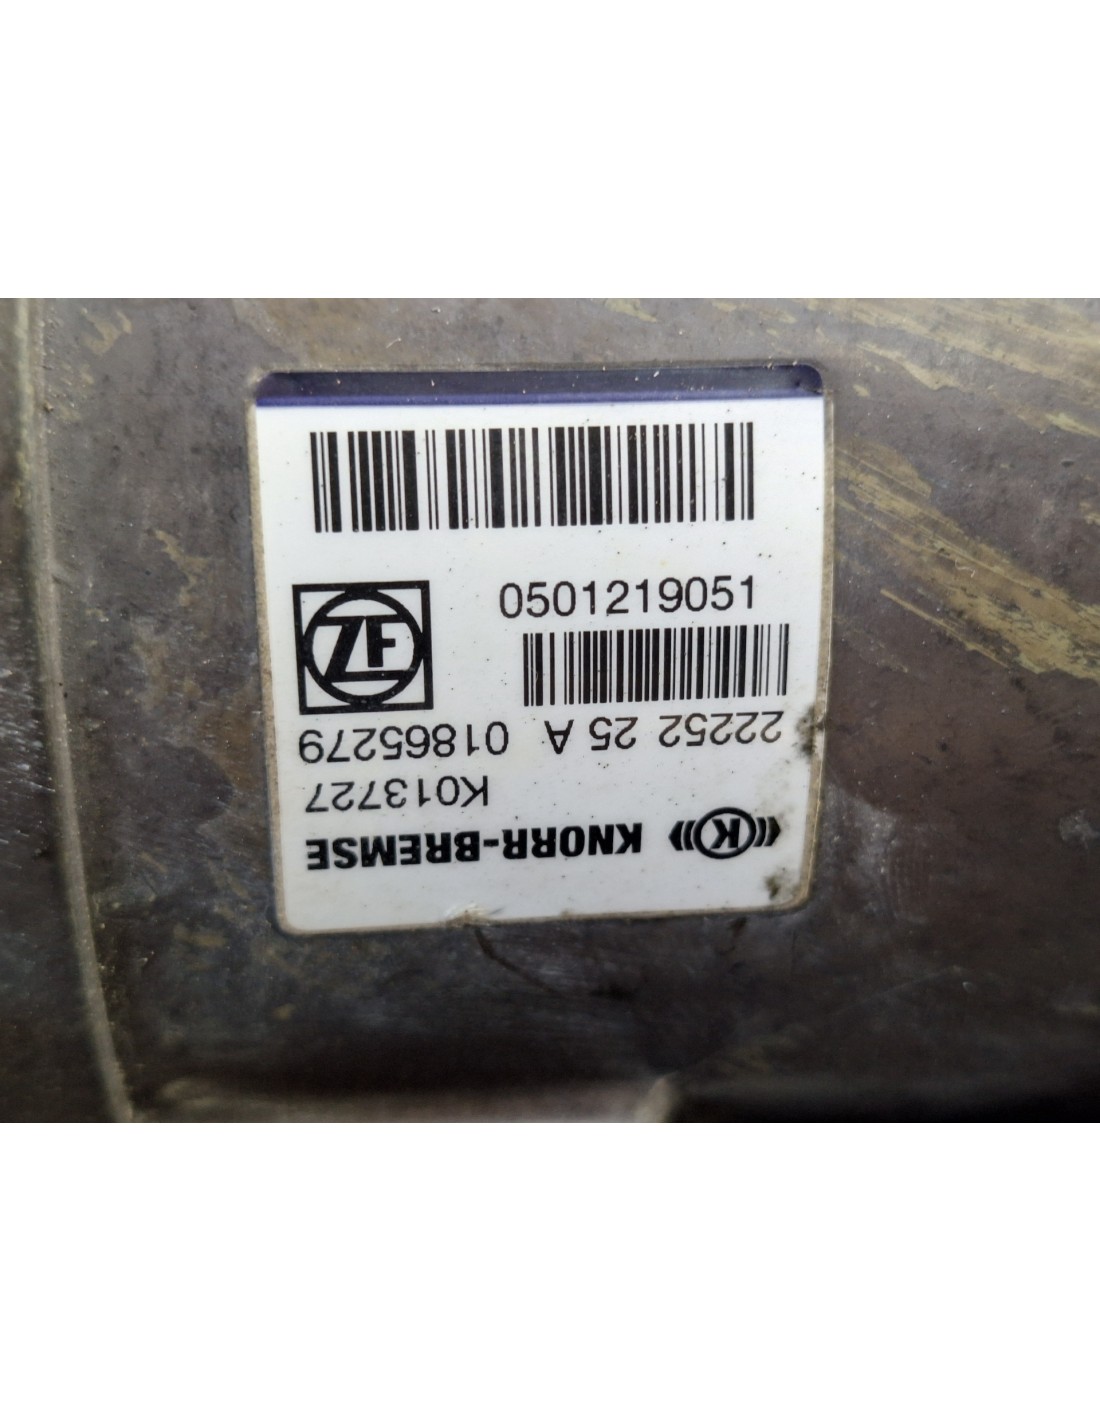 0501219051
ZF
K KNORR-BREMSE
K013727
22252 25 A 01865279